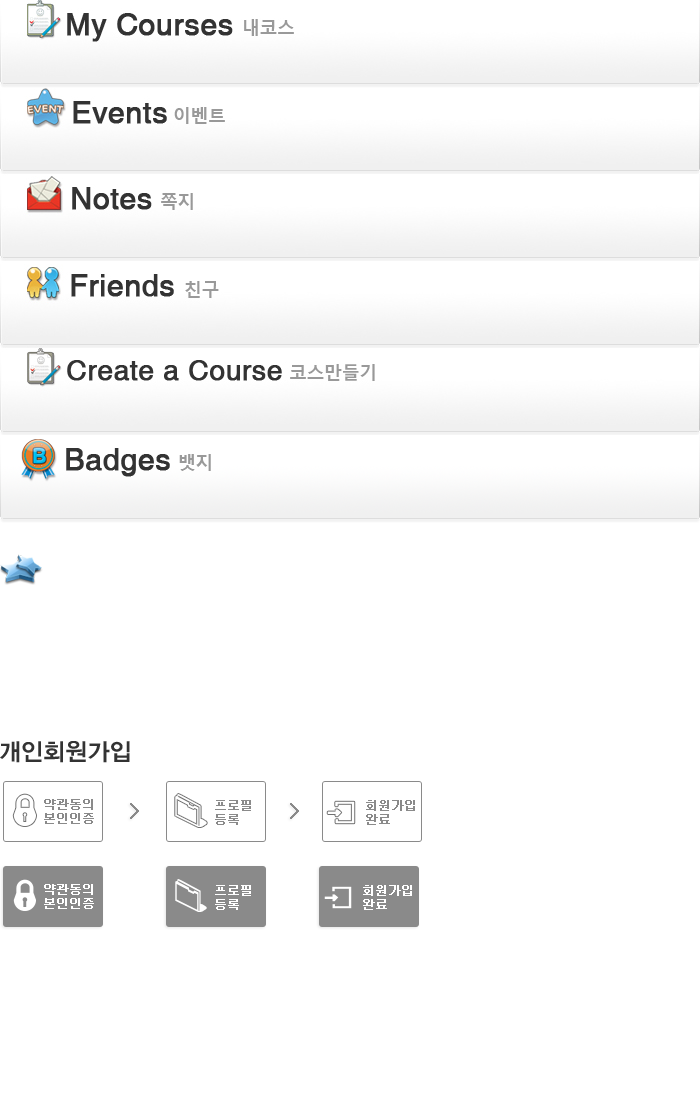 My Courses 내코스
EVENT
Events 이벤트
Notes 쪽지
Friends 친구
Create a Course 코스만들기
B
Badges 뱃지
개인회원가입
약관동의
본인인증
프로필
등록
회원가입
완료
약관동의
본인인증
프로필
등록
회원가입
완료